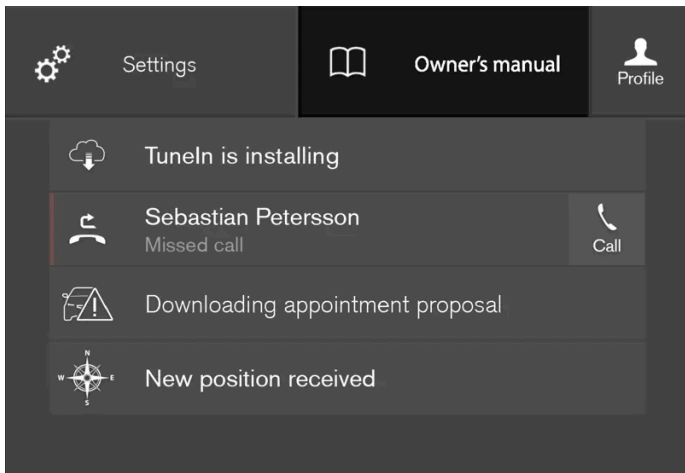 Settings
Owner's manual
Profile
TuneIn is installing
Sebastian Petersson
Missed call
Call
Downloading appointment proposal
N
W E
S
New position received